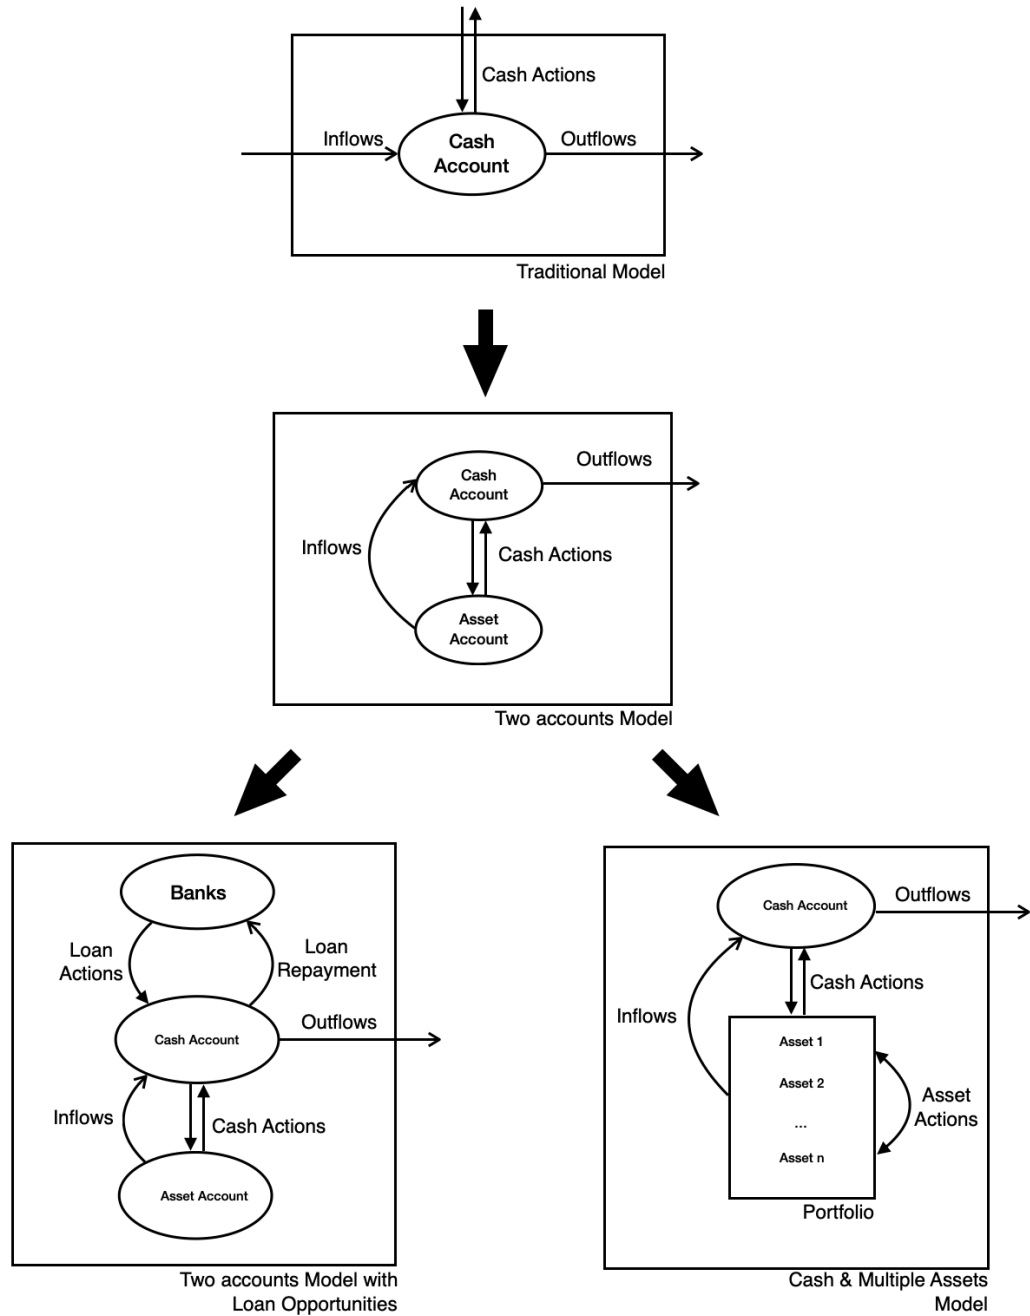 Cash Actions
Inflows
Cash
Account
Outflows
Traditional Model
Cash
Account
Outflows
Inflows
Cash Actions
Asset
Account
Two accounts Model
Banks
Loan
Actions
Loan
Repayment
Cash Account
Outflows
Inflows
Cash Actions
Asset Account
Two accounts Model with
Loan Opportunities
Cash Account
Outflows
Cash Actions
Inflows
Asset 1
Asset 2
...
Asset n
Asset
Actions
Portfolio
Cash & Multiple Assets
Model